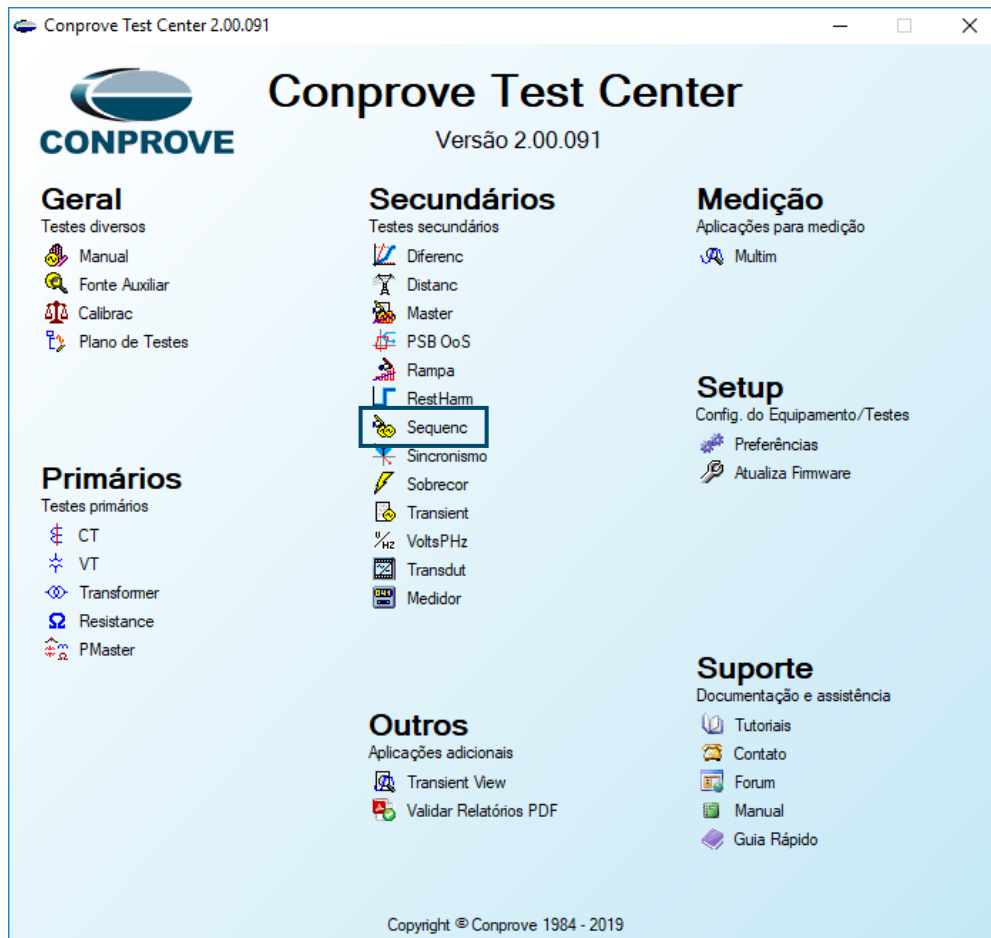 Conprove Test Center 2.00.091
CONPROVE
Conprove Test Center
Versão 2.00.091
Geral
Testes diversos
Manual
Fonte Auxiliar
Calibrac
Plano de Testes
Primários
Testes primários
CT
VT
Transformer
Resistance
PMaster
Secundários
Testes secundários
Diferenc
Distanc
Master
PSB OoS
Rampa
RestHarm
Sequenc
Sincronismo
Sobrecor
Transient
VoltsPHz
Transdut
Medidor
Outros
Aplicações adicionais
Transient View
Validar Relatórios PDF
Medição
Aplicações para medição
Multim
Setup
Config. do Equipamento/Testes
Preferências
Atualiza Firmware
Suporte
Documentação e assistência
Tutoriais
Contato
Forum
Manual
Guia Rápido
Copyright © Conprove 1984 - 2019